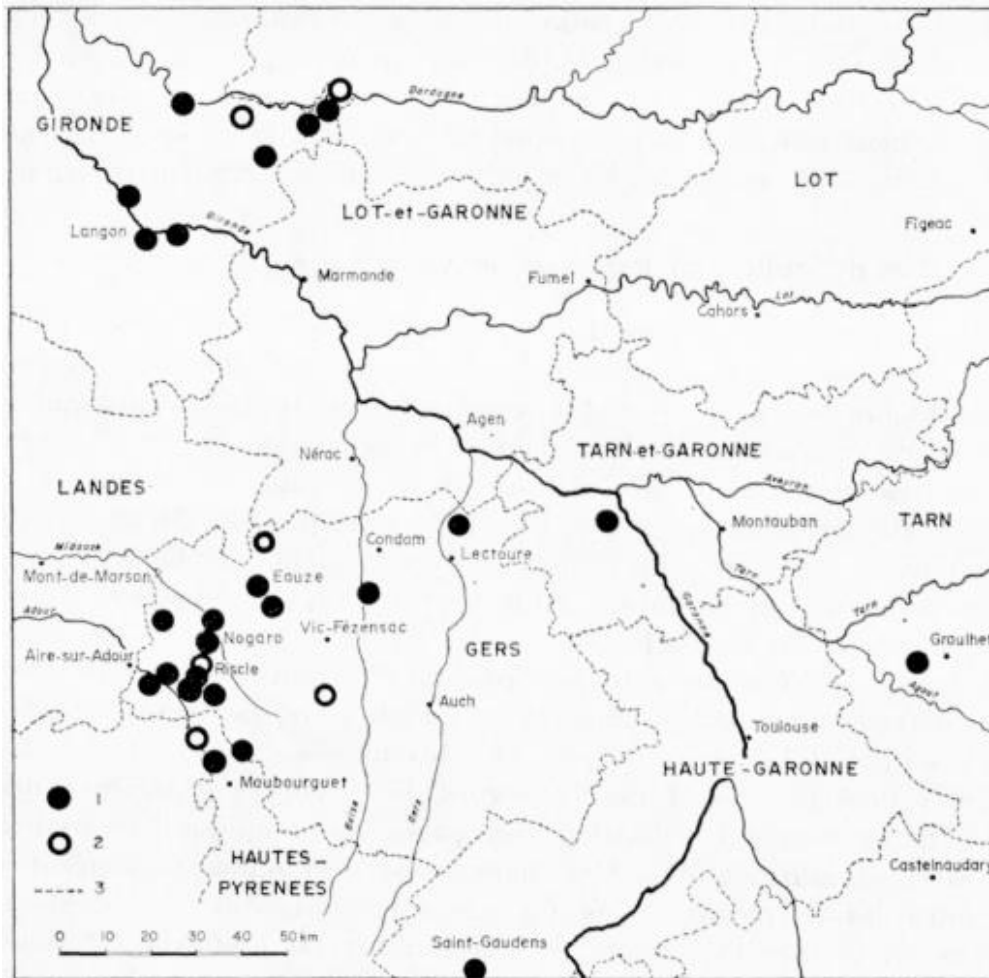 Dordogne
GIRONDE
LOT
LOT-et-GARONNE
Figeac
Langon
Gironde
Marmande
Fumel
Lot
Cahors
Agen
TARN-et-GARONNE
Nérac
LANDES
Aveyron
Montauban
TARN
Condom
Lectoure
Midouze
Mont-de-Marsan
Eauze
Tarn
Tarn
Adour
Nogaro
Vic-Fézensac
GERS
Garonne
Graulhet
Aire-sur-Adour
Riscle
Agout
Auch
Toulouse
HAUTE-GARONNE
Maubourguet
1
2
Baïse
Gers
HAUTES-
PYRENEES
Castelnaudary
3
0 10 20 30 40 50 km
Saint-Gaudens